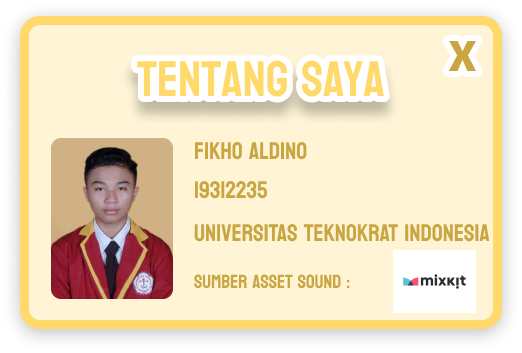 TENTANG SAYA
X
FIKHO ALDINO
19312235
UNIVERSITAS TEKNOKRAT INDONESIA
SUMBER ASSET SOUND :
mixkit